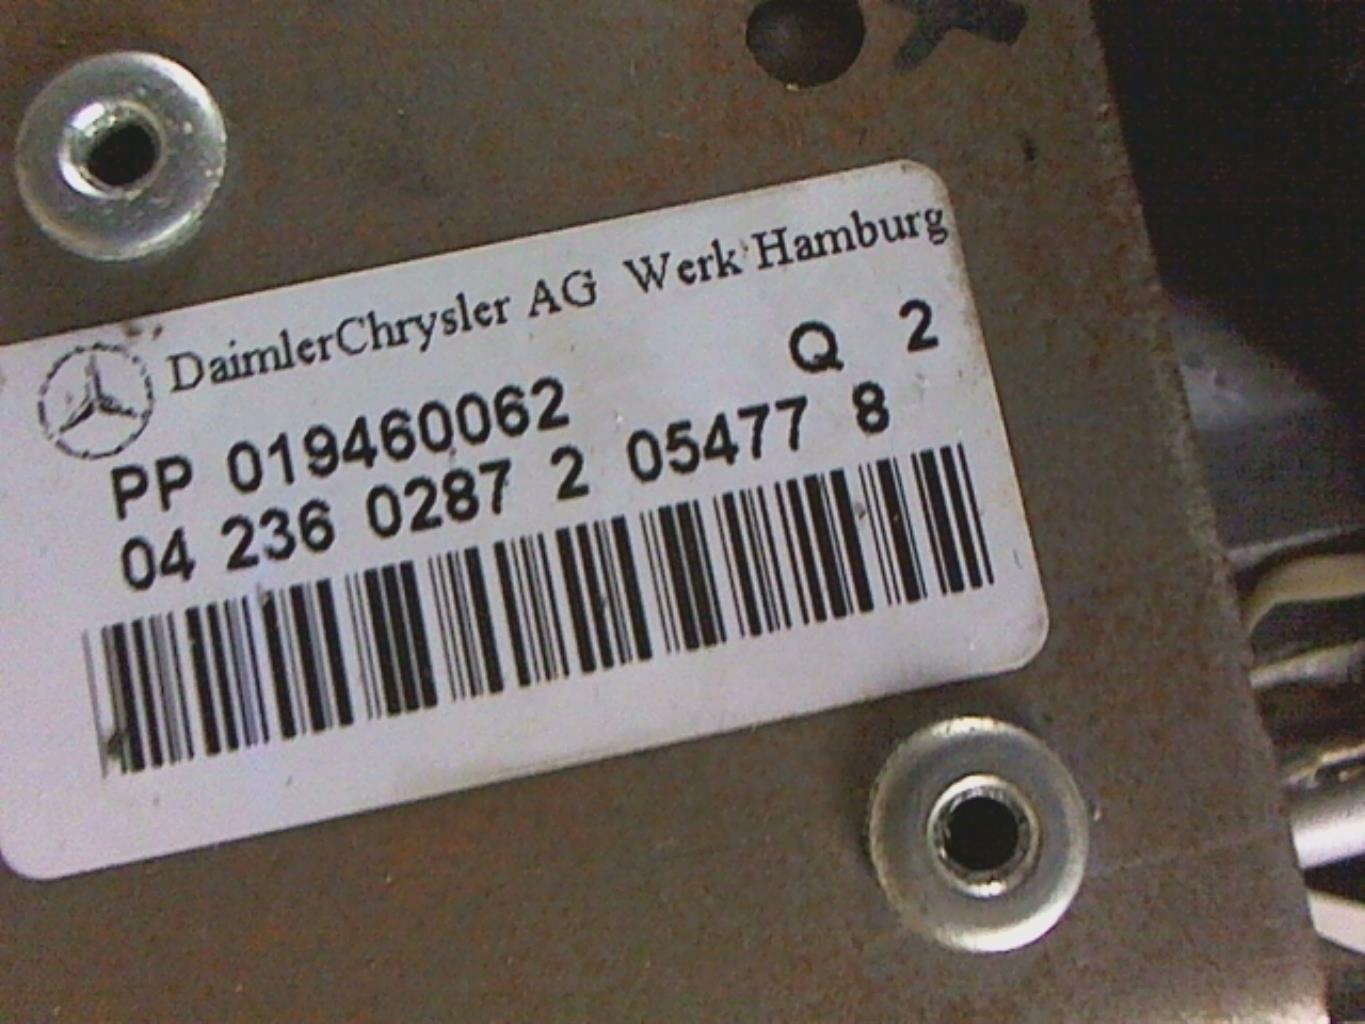 DaimlerChrysler AG Werk Hamburg
PP 019460062 Q 2
04 236 0287 2 05477 8